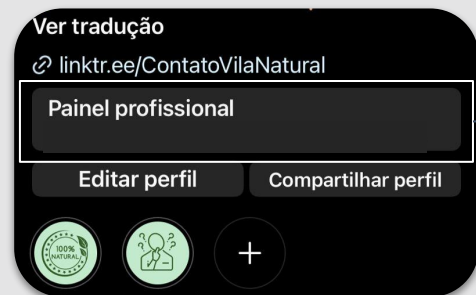 Ver tradução
linktr.ee/ContatoVilaNatural
Painel profissional
Editar perfil
Compartilhar perfil
100%
NATURAL
???
+